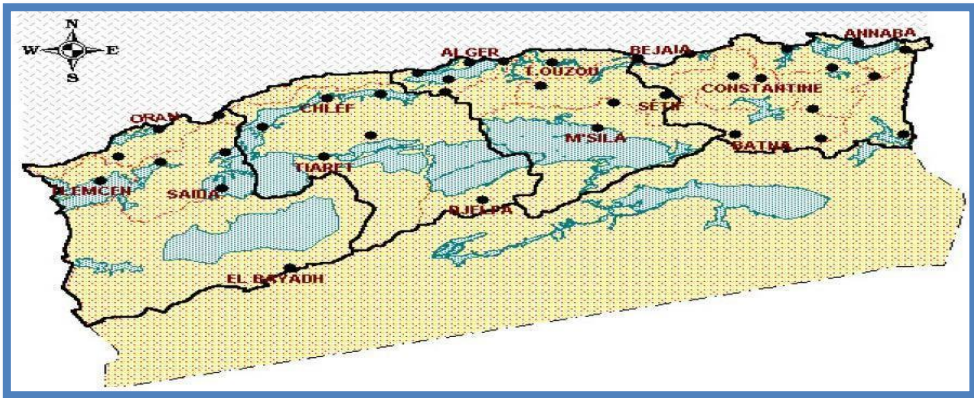 N
W E
S
ANNABA
ALGER
BEJAIA
T.OUZOU
CONSTANTINE
CHLEF
SETIF
ORAN
M'SILA
BATNA
TIARET
TLEMCEN
SAIDA
DJELFA
EL BAYADH